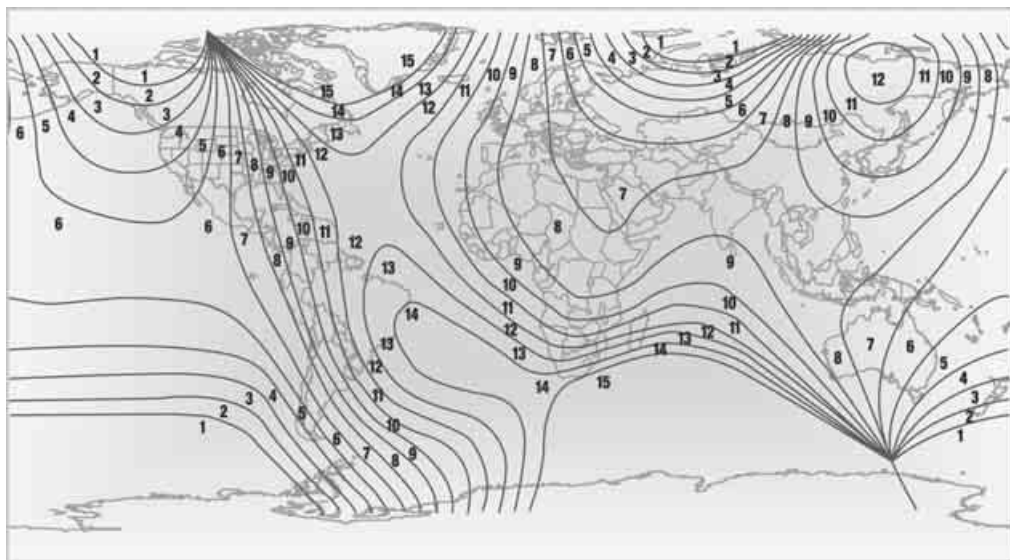 1 15 7 6 5 4 3 2 1 1
2 1 10 9 8 2 3 12 11 10 9 8
2 15 14 13 11 4 5
3 4 3 14 12 6 11 10
6 5 4 13 7 8 9
5 6 7 11 12
8 9 10
7
6 6 10 11 8
7 9 12
8 13 9 9
10
11 10
14
12 12 11
13 13 7 6
13 14 8 5
12
14 15 4
4 3 11 3
2 5 2
1 10 1
6
7 8 9